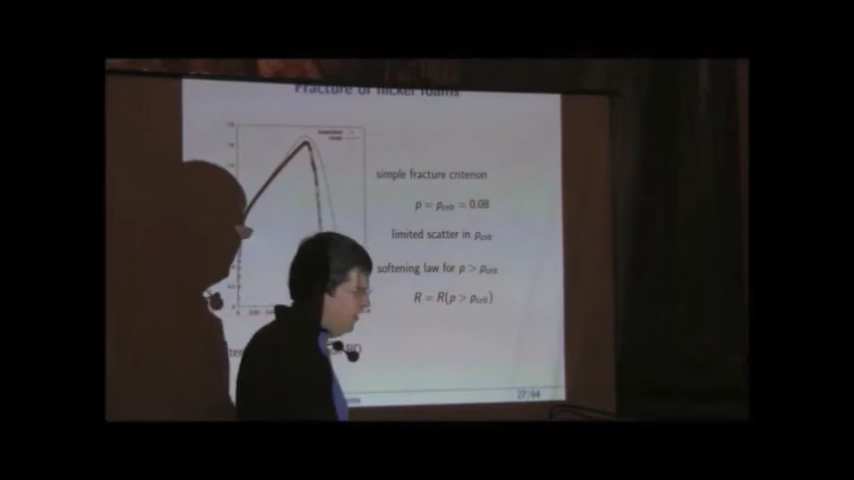 Fracture of nickel foams
simple fracture criterion
p = p_crit = 0.08
limited scatter in p_crit
softening law for p > p_crit
R = R(p > p_crit)
27/64